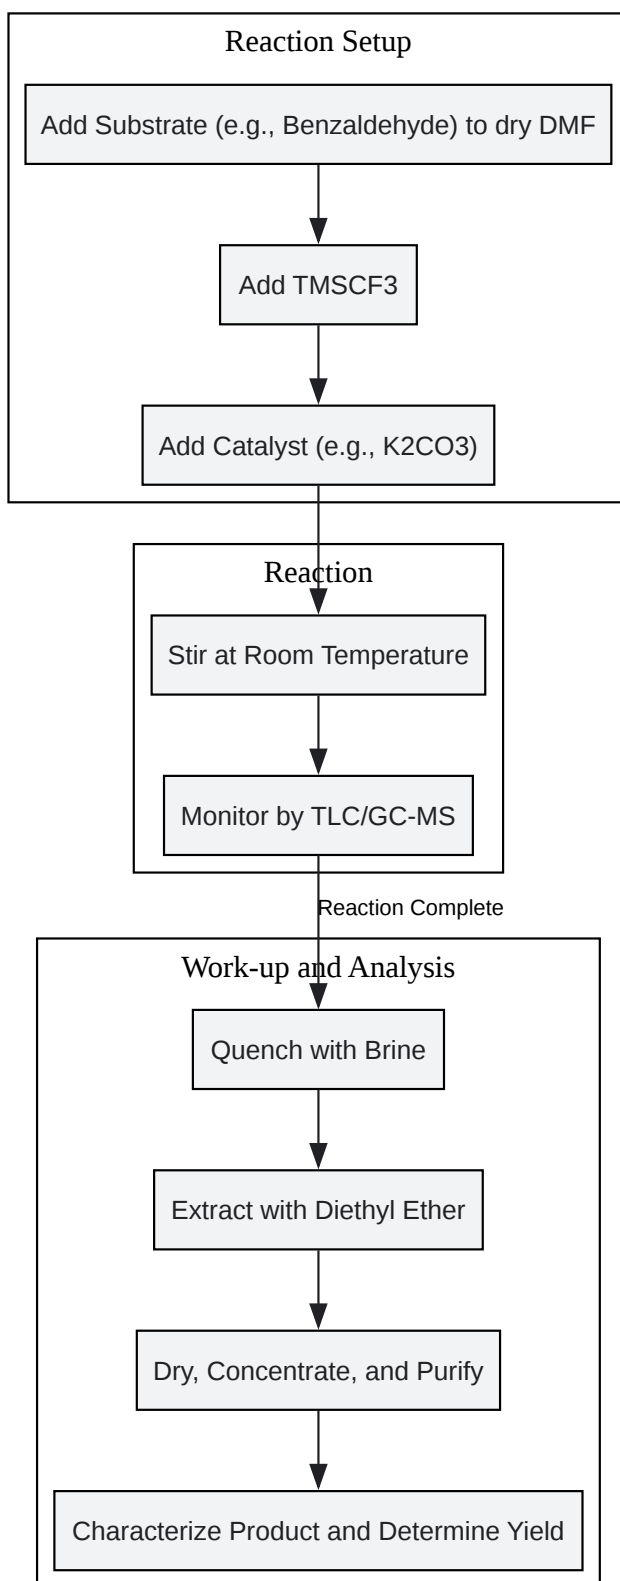 Reaction Setup
Add Substrate (e.g., Benzaldehyde) to dry DMF
Add TMSCF3
Add Catalyst (e.g., K2CO3)
Reaction
Stir at Room Temperature
Monitor by TLC/GC-MS
Reaction Complete
Work-up and Analysis
Quench with Brine
Extract with Diethyl Ether
Dry, Concentrate, and Purify
Characterize Product and Determine Yield